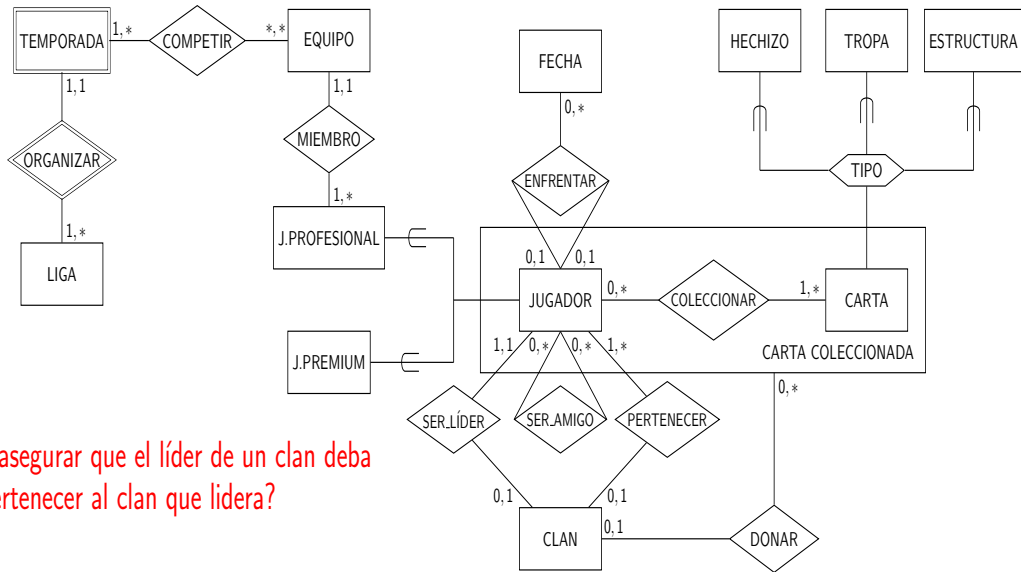 TEMPORADA
1,*
COMPETIR
*,*
EQUIPO
FECHA
HECHIZO
TROPA
ESTRUCTURA
1,1
1,1
0,*
ORGANIZAR
MIEMBRO
ENFRENTAR
TIPO
1,*
1,*
LIGA
J.PROFESIONAL
0,1
0,1
JUGADOR
0,*
COLECCIONAR
1,*
CARTA
CARTA COLECCIONADA
J.PREMIUM
1,1
0,*
0,*
1,*
0,*
SER_LÍDER
SER_AMIGO
PERTENECER
asegurar que el líder de un clan deba
ertenecer al clan que lidera?
0,1
0,1
CLAN
0,1
DONAR